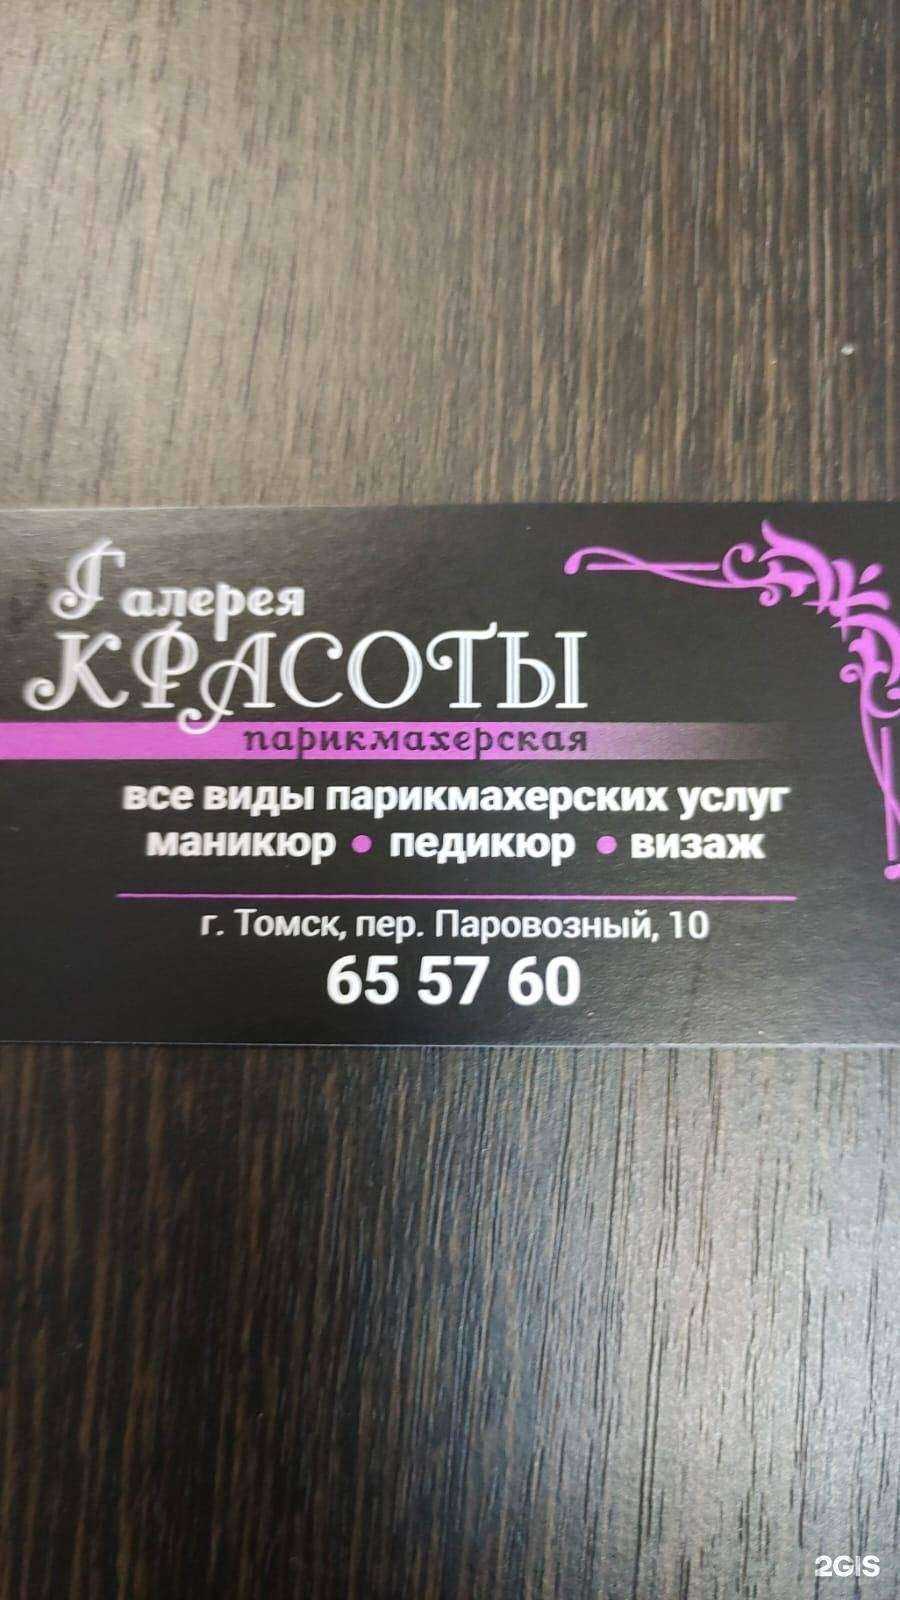 Галерея
КРАСОТЫ
парикмахерская
все виды парикмахерских услуг
маникюр • педикюр • визаж
г. Томск, пер. Паровозный, 10
65 57 60
2GIS